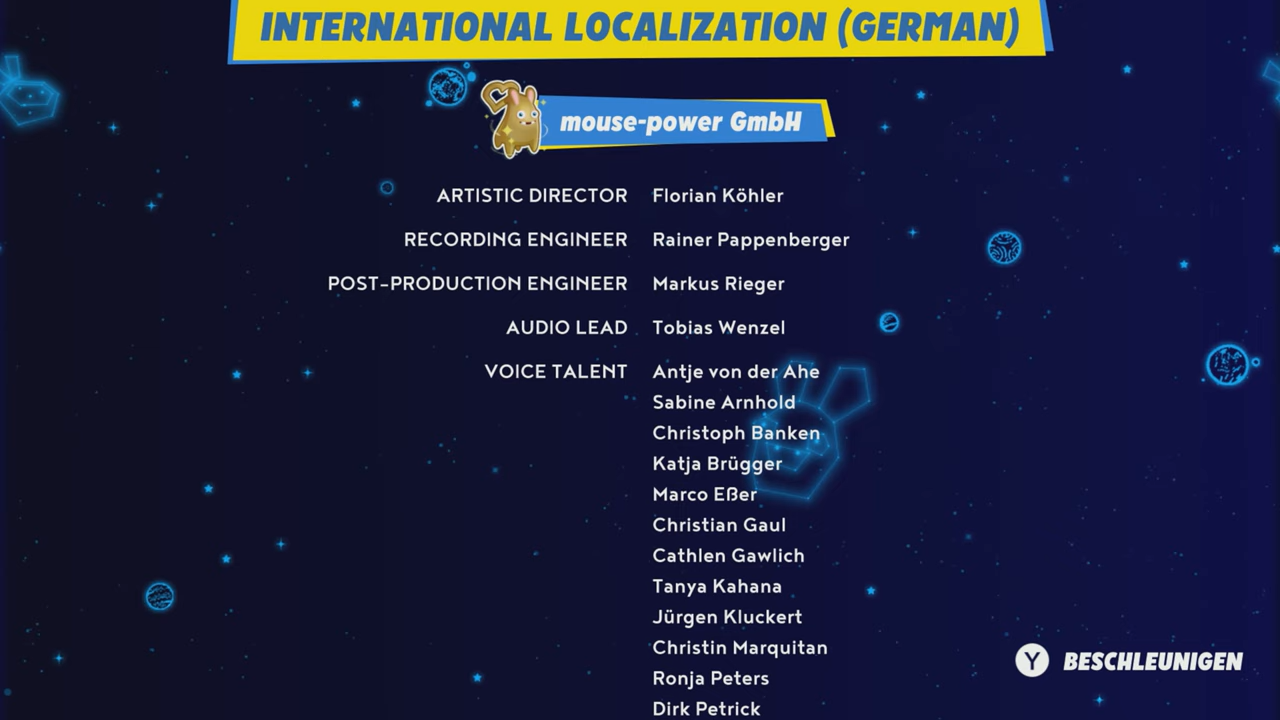 INTERNATIONAL LOCALIZATION (GERMAN)
mouse-power GmbH
ARTISTIC DIRECTOR Florian Köhler
RECORDING ENGINEER Rainer Pappenberger
POST-PRODUCTION ENGINEER Markus Rieger
AUDIO LEAD Tobias Wenzel
VOICE TALENT Antje von der Ahe
Sabine Arnhold
Christoph Banken
Katja Brügger
Marco Eßer
Christian Gaul
Cathlen Gawlich
Tanya Kahana
Jürgen Kluckert
Christin Marquitan
Ronja Peters
Dirk Petrick
Y BESCHLEUNIGEN